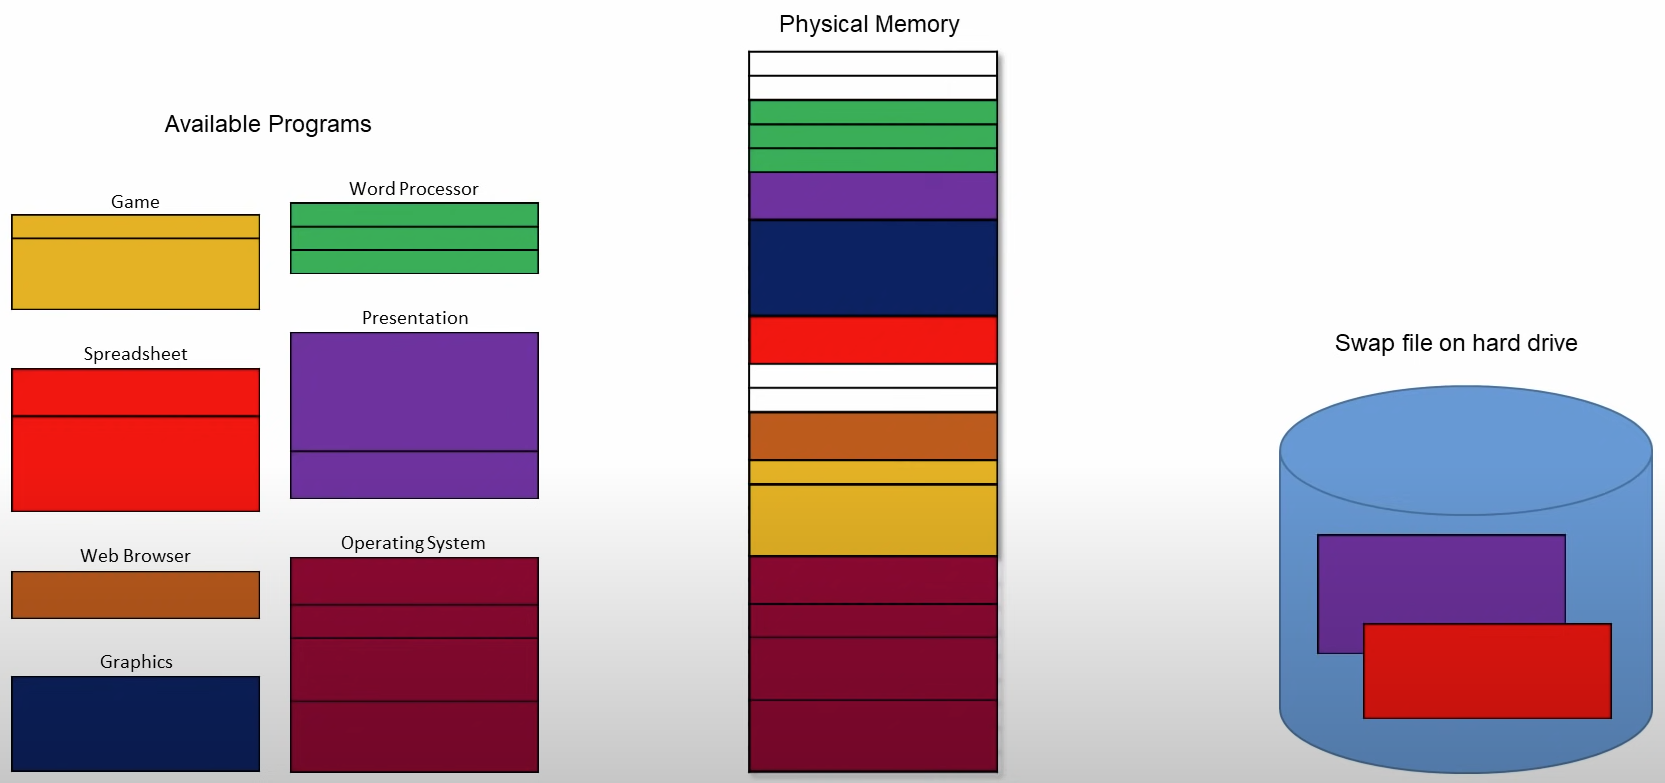 Physical Memory
Available Programs
Game
Word Processor
Spreadsheet
Presentation
Web Browser
Operating System
Graphics
Swap file on hard drive